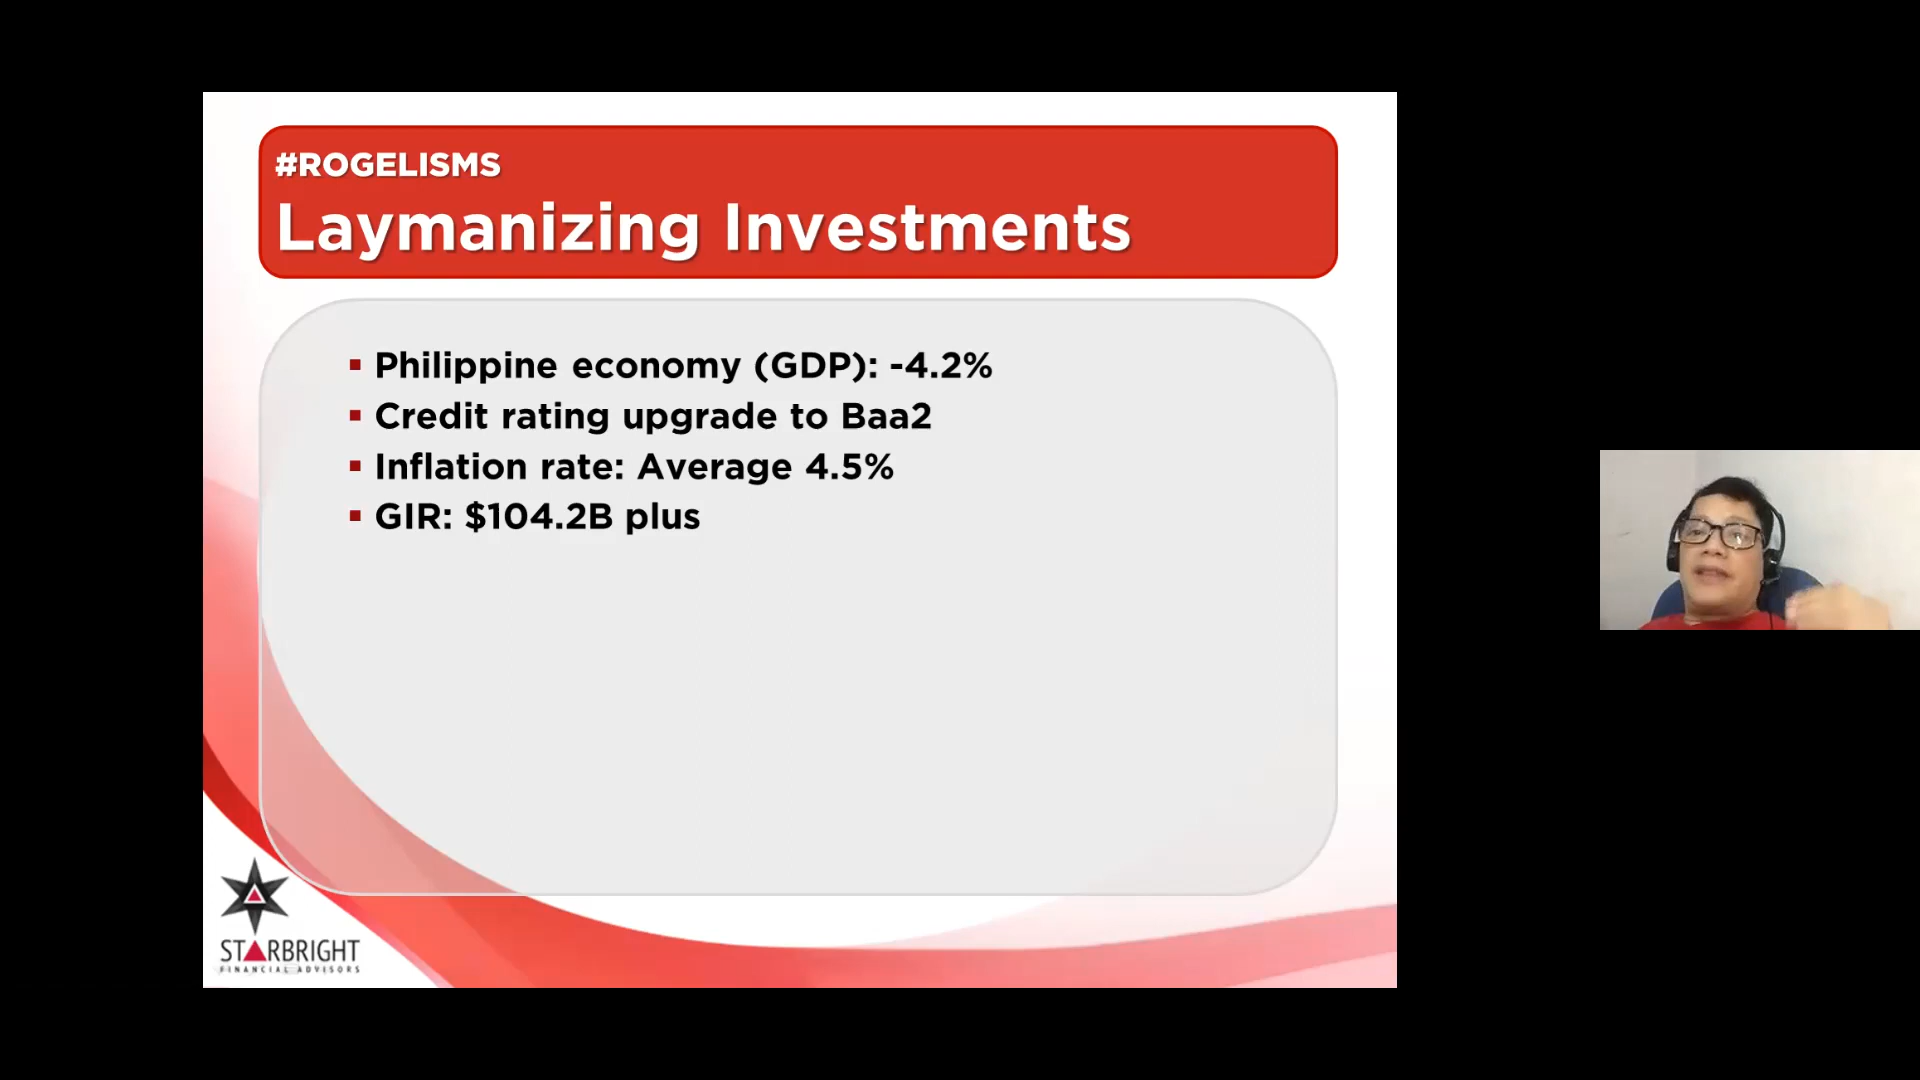 #ROGELISMS
Laymanizing Investments
Philippine economy (GDP): -4.2%
Credit rating upgrade to Baa2
Inflation rate: Average 4.5%
GIR: $104.2B plus
STARBRIGHT
FINANCIAL ADVISORS